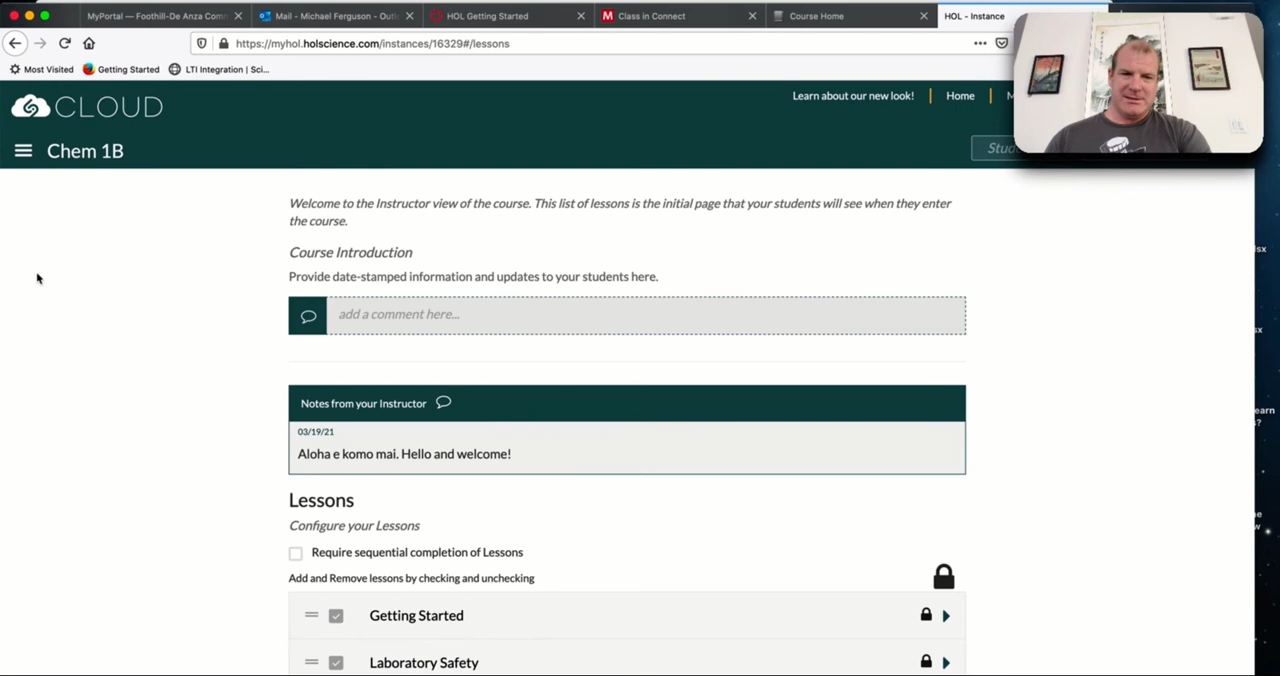 MyPortal — Foothill-De Anza Comm
Mail - Michael Ferguson - Outl
HOL Getting Started
Class in Connect
Course Home
HOL - Instance
https://myhol.holscience.com/instances/16329#/lessons
Most Visited
Getting Started
LTI Integration | Sci...
CLOUD
Learn about our new look!
Home
M
Chem 1B
Stud
Welcome to the Instructor view of the course. This list of lessons is the initial page that your students will see when they enter
the course.
Course Introduction
Provide date-stamped information and updates to your students here.
add a comment here...
Notes from your Instructor
03/19/21
Aloha e komo mai. Hello and welcome!
Lessons
Configure your Lessons
Require sequential completion of Lessons
Add and Remove lessons by checking and unchecking
Getting Started
Laboratory Safety